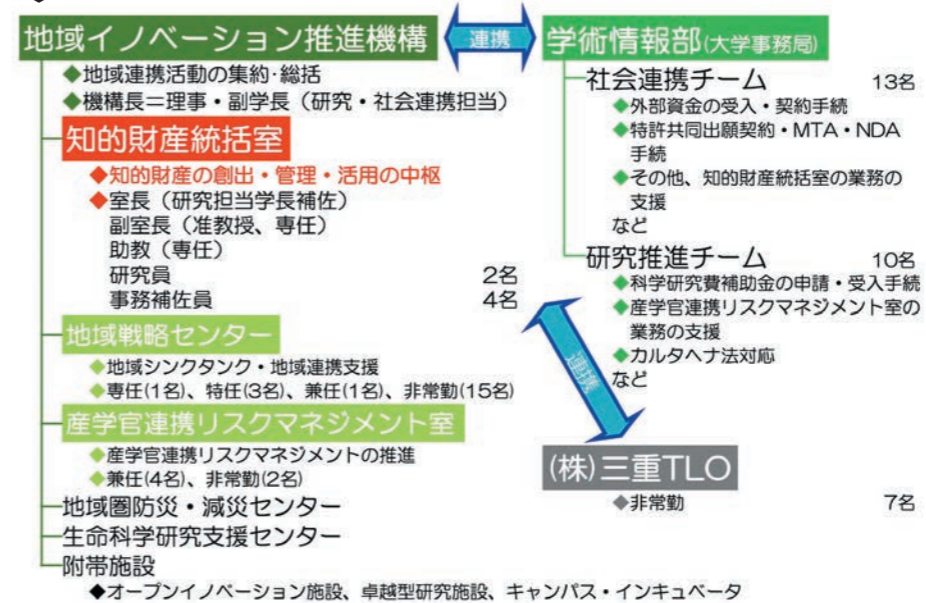 地域イノベーション推進機構
◆地域連携活動の集約・総括
◆機構長=理事・副学長（研究・社会連携担当）
知的財産統括室
◆知的財産の創出・管理・活用の中枢
◆室長（研究担当学長補佐）
副室長（准教授、専任）
助教（専任）
研究員 2名
事務補佐員 4名
地域戦略センター
◆地域シンクタンク・地域連携支援
◆専任(1名)、特任(3名)、兼任(1名)、非常勤(15名)
産学官連携リスクマネジメント室
◆産学官連携リスクマネジメントの推進
◆兼任(4名)、非常勤(2名)
地域圏防災・減災センター
生命科学研究支援センター
附帯施設
◆オープンイノベーション施設、卓越型研究施設、キャンパス・インキュベータ
連携
学術情報部(大学事務局)
社会連携チーム 13名
◆外部資金の受入・契約手続
◆特許共同出願契約・MTA・NDA
手続
◆その他、知的財産統括室の業務の
支援
など
研究推進チーム 10名
◆科学研究費補助金の申請・受入手続
◆産学官連携リスクマネジメント室の
業務の支援
◆カルタヘナ法対応
など
連携
(株)三重TLO
◆非常勤 7名